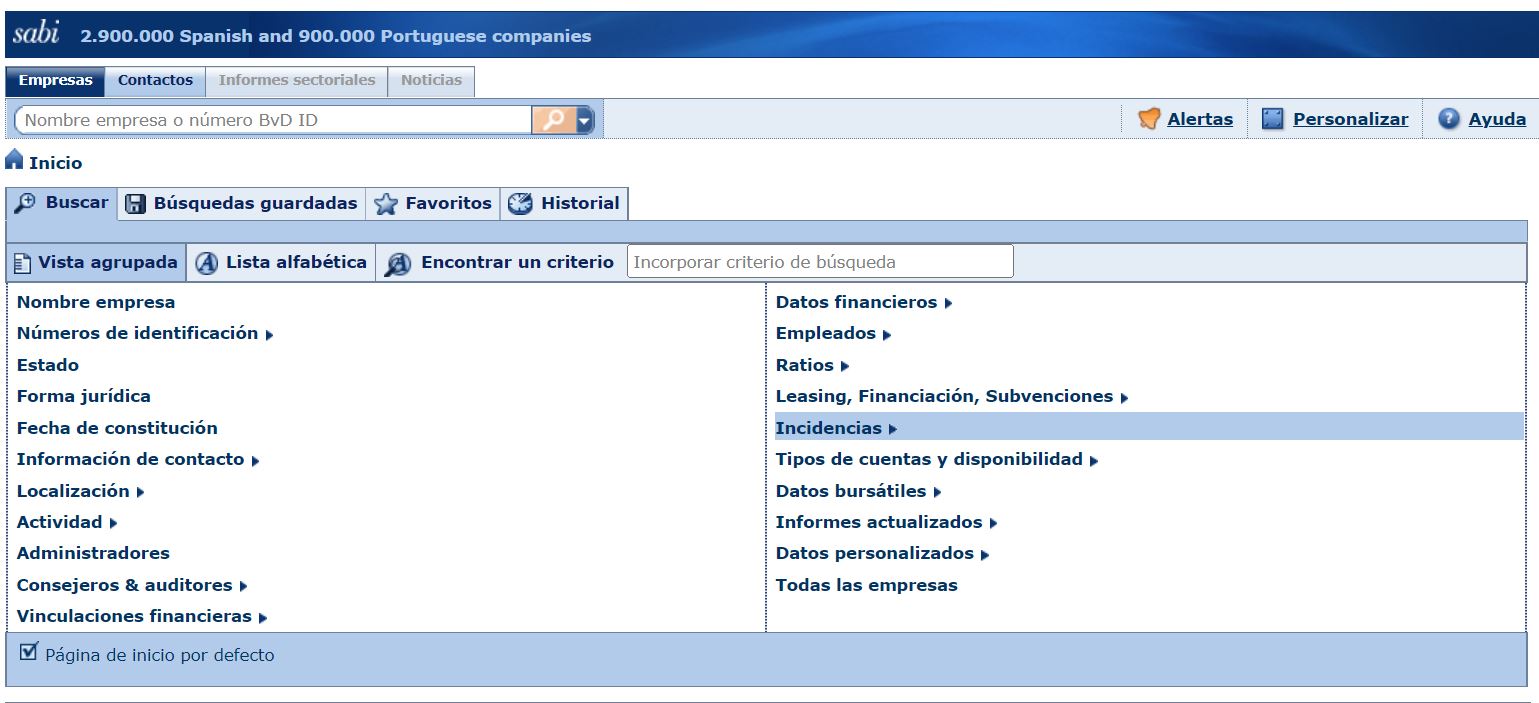 sabi 2.900.000 Spanish and 900.000 Portuguese companies
Empresas Contactos Informes sectoriales Noticias
Nombre empresa o número BvD ID
Alertas Personalizar Ayuda
Inicio
Buscar Búsquedas guardadas Favoritos Historial
Vista agrupada Lista alfabética Encontrar un criterio Incorporar criterio de búsqueda
Nombre empresa
Números de identificación
Estado
Forma jurídica
Fecha de constitución
Información de contacto
Localización
Actividad
Administradores
Consejeros & auditores
Vinculaciones financieras
Datos financieros
Empleados
Ratios
Leasing, Financiación, Subvenciones
Incidencias
Tipos de cuentas y disponibilidad
Datos bursátiles
Informes actualizados
Datos personalizados
Todas las empresas
Página de inicio por defecto